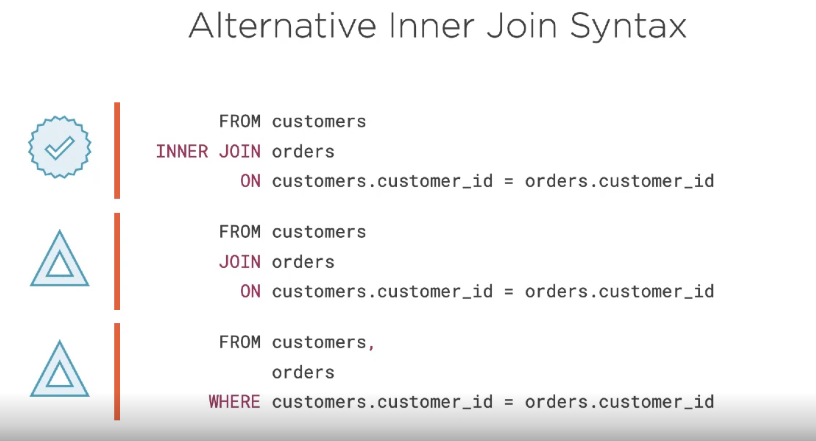 Alternative Inner Join Syntax
FROM customers
INNER JOIN orders
ON customers.customer_id = orders.customer_id
FROM customers
JOIN orders
ON customers.customer_id = orders.customer_id
FROM customers,
orders
WHERE customers.customer_id = orders.customer_id